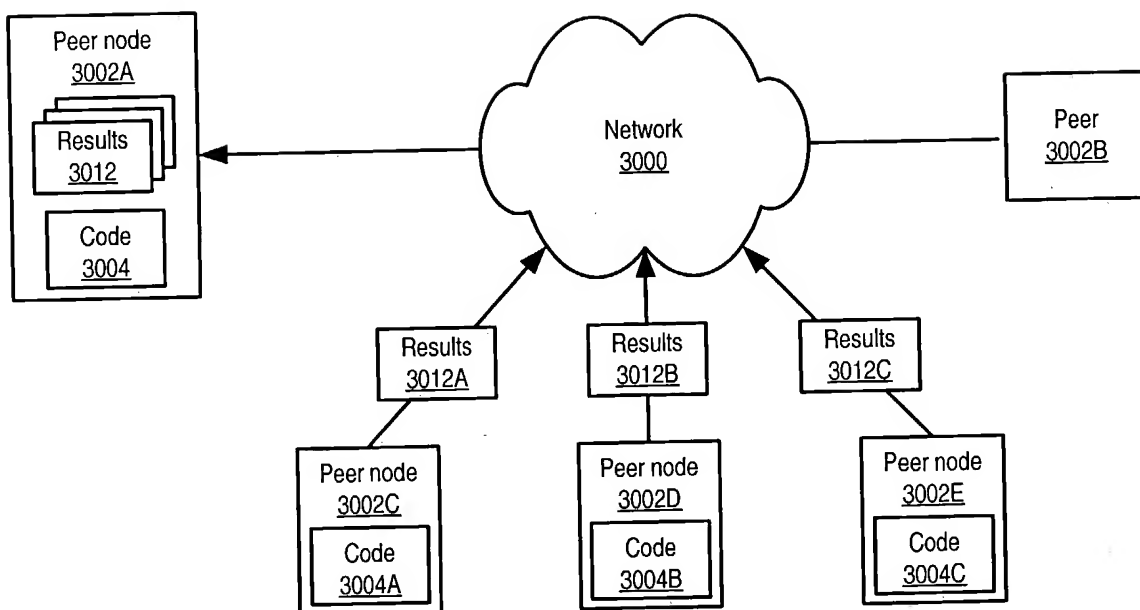 Peer node
3002A
Results
3012
Code
3004
Network
3000
Peer
3002B
Results
3012A
Results
3012B
Results
3012C
Peer node
3002C
Code
3004A
Peer node
3002D
Code
3004B
Peer node
3002E
Code
3004C